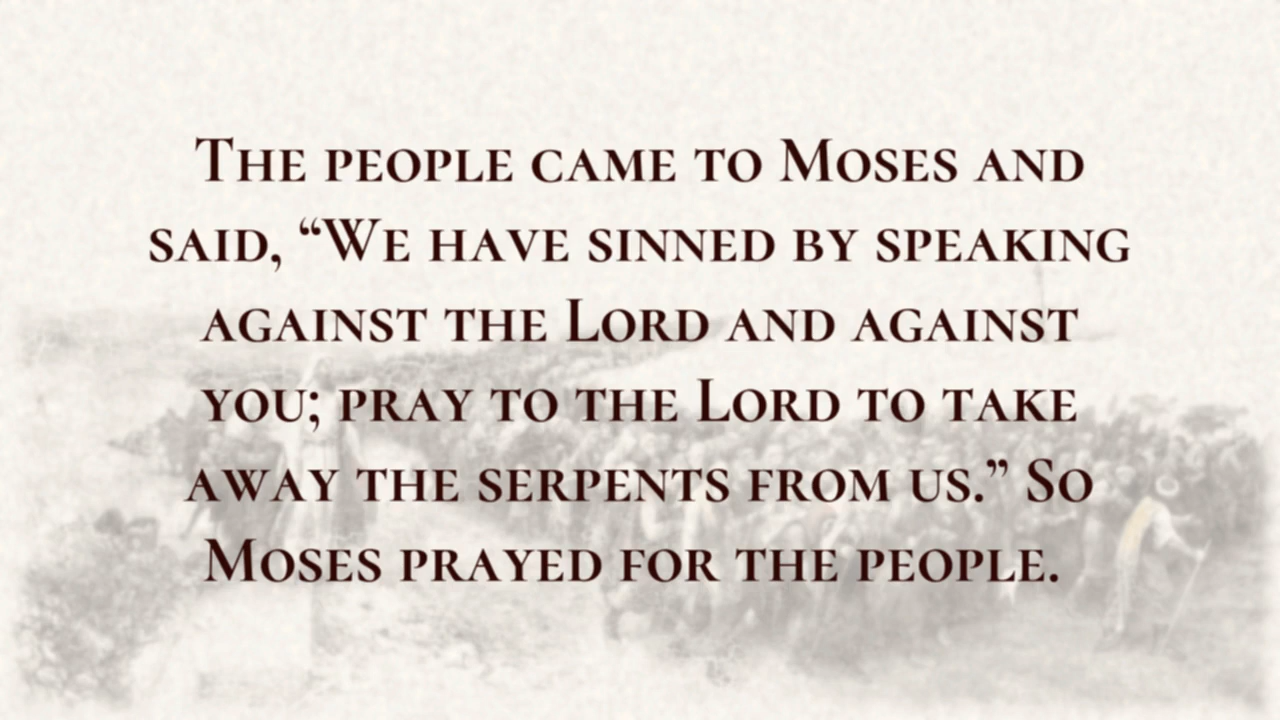 The people came to Moses and
said, “We have sinned by speaking
against the Lord and against
you; pray to the Lord to take
away the serpents from us.” So
Moses prayed for the people.